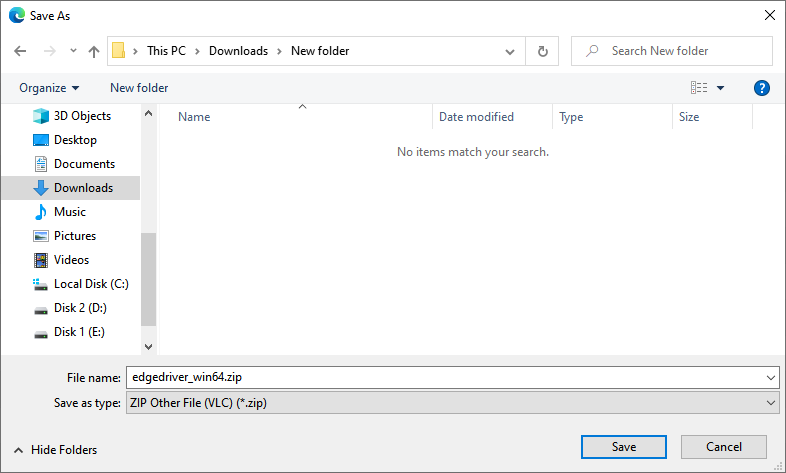 Save As
This PC > Downloads > New folder
Search New folder
Organize
New folder
?
3D Objects
Desktop
Documents
Downloads
Music
Pictures
Videos
Local Disk (C:)
Disk 2 (D:)
Disk 1 (E:)
Name
Date modified
Type
Size
No items match your search.
File name:
edgedriver_win64.zip
Save as type:
ZIP Other File (VLC) (*.zip)
Hide Folders
Save
Cancel